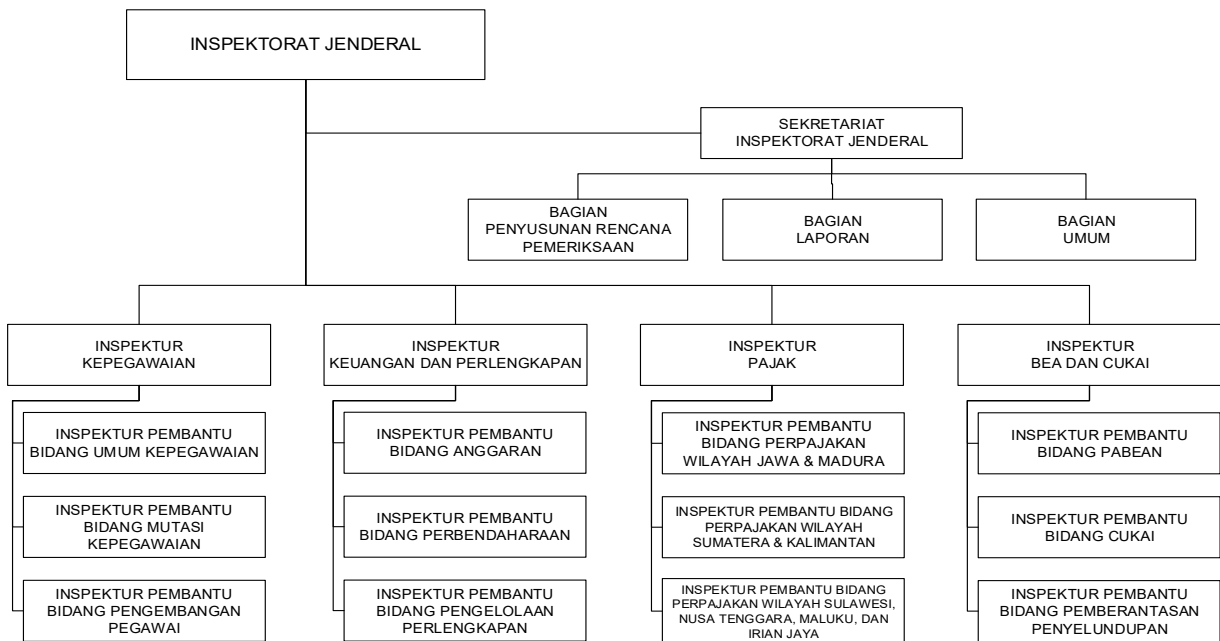 INSPEKTORAT JENDERAL
SEKRETARIAT
INSPEKTORAT JENDERAL
BAGIAN
PENYUSUNAN RENCANA
PEMERIKSAAN
BAGIAN
LAPORAN
BAGIAN
UMUM
INSPEKTUR
KEPEGAWAIAN
INSPEKTUR
KEUANGAN DAN PERLENGKAPAN
INSPEKTUR
PAJAK
INSPEKTUR
BEA DAN CUKAI
INSPEKTUR PEMBANTU
BIDANG UMUM KEPEGAWAIAN
INSPEKTUR PEMBANTU
BIDANG MUTASI
KEPEGAWAIAN
INSPEKTUR PEMBANTU
BIDANG PENGEMBANGAN
PEGAWAI
INSPEKTUR PEMBANTU
BIDANG ANGGARAN
INSPEKTUR PEMBANTU
BIDANG PERBENDAHARAAN
INSPEKTUR PEMBANTU
BIDANG PENGELOLAAN
PERLENGKAPAN
INSPEKTUR PEMBANTU
BIDANG PERPAJAKAN
WILAYAH JAWA & MADURA
INSPEKTUR PEMBANTU BIDANG
PERPAJAKAN WILAYAH
SUMATERA & KALIMANTAN
INSPEKTUR PEMBANTU BIDANG
PERPAJAKAN WILAYAH SULAWESI,
NUSA TENGGARA, MALUKU, DAN
IRIAN JAYA
INSPEKTUR PEMBANTU
BIDANG PABEAN
INSPEKTUR PEMBANTU
BIDANG CUKAI
INSPEKTUR PEMBANTU
BIDANG PEMBERANTASAN
PENYELUNDUPAN